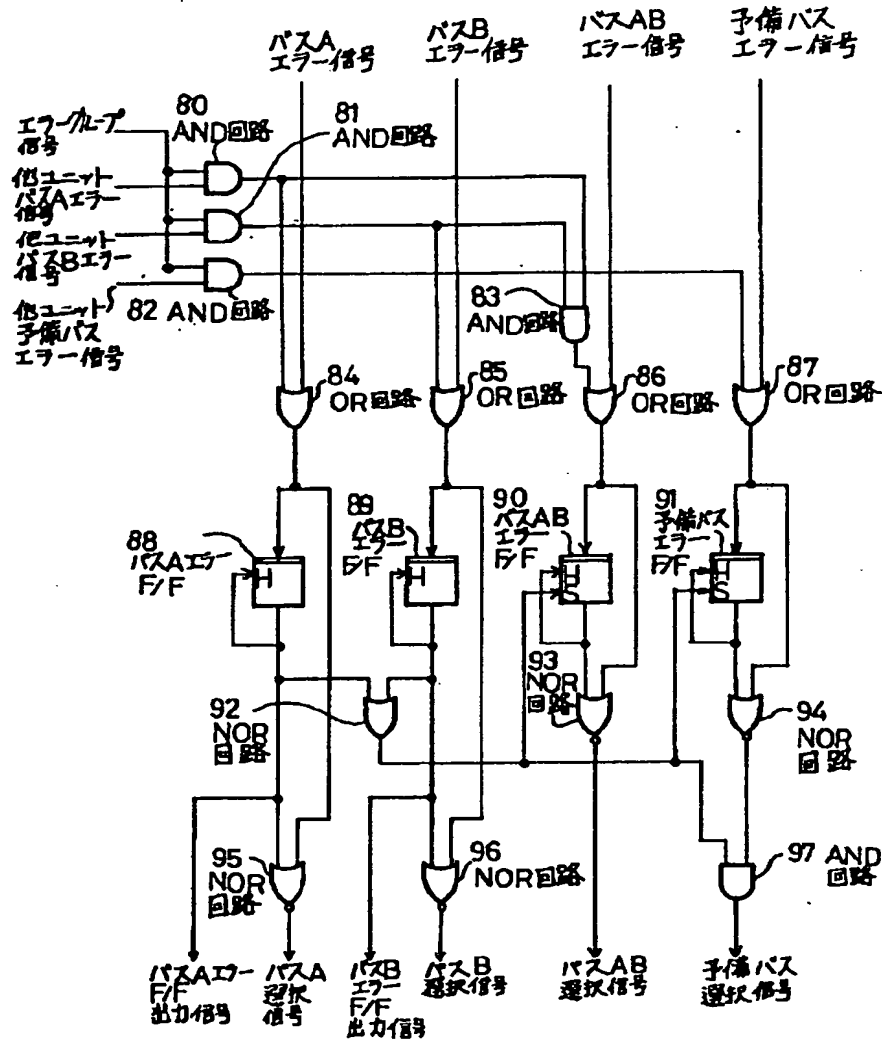 バスA
エラー信号
バスB
エラー信号
バスAB
エラー信号
予備バス
エラー信号
エラーグループ
信号
他ユニット
バスAエラー
信号
他ユニット
バスBエラー
信号
他ユニット
予備バス
エラー信号
80
AND回路
81
AND回路
82 AND回路
83
AND回路
84
OR回路
85
OR回路
86
OR回路
87
OR回路
88
バスAエラー
F/F
H
89
バスB
エラー
F/F
H
90
バスAB
エラー
F/F
H
S
91
予備バス
エラー
F/F
H
S
92
NOR
回路
93
NOR
回路
94
NOR
回路
95
NOR
回路
96
NOR回路
97 AND
回路
バスAエラー
F/F
出力信号
バスA
選択
信号
バスB
エラー
F/F
出力信号
バスB
選択信号
バスAB
選択信号
予備バス
選択信号